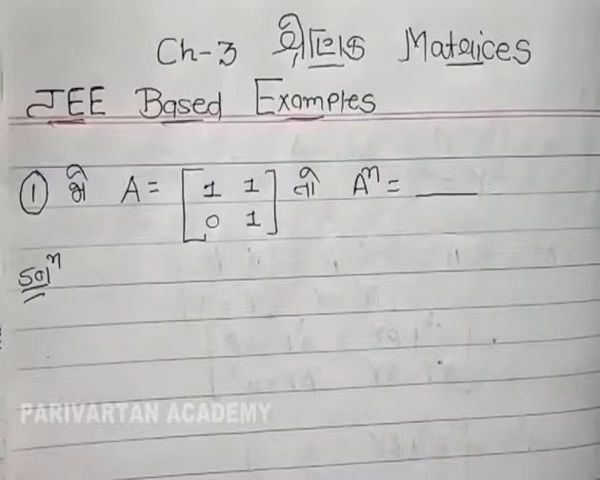 Ch-3 શ્રેણિક Matrices
JEE Based Examples
① જો A = [1 1 તો Aⁿ = ____
0 1]
Solⁿ
PARIVARTAN ACADEMY